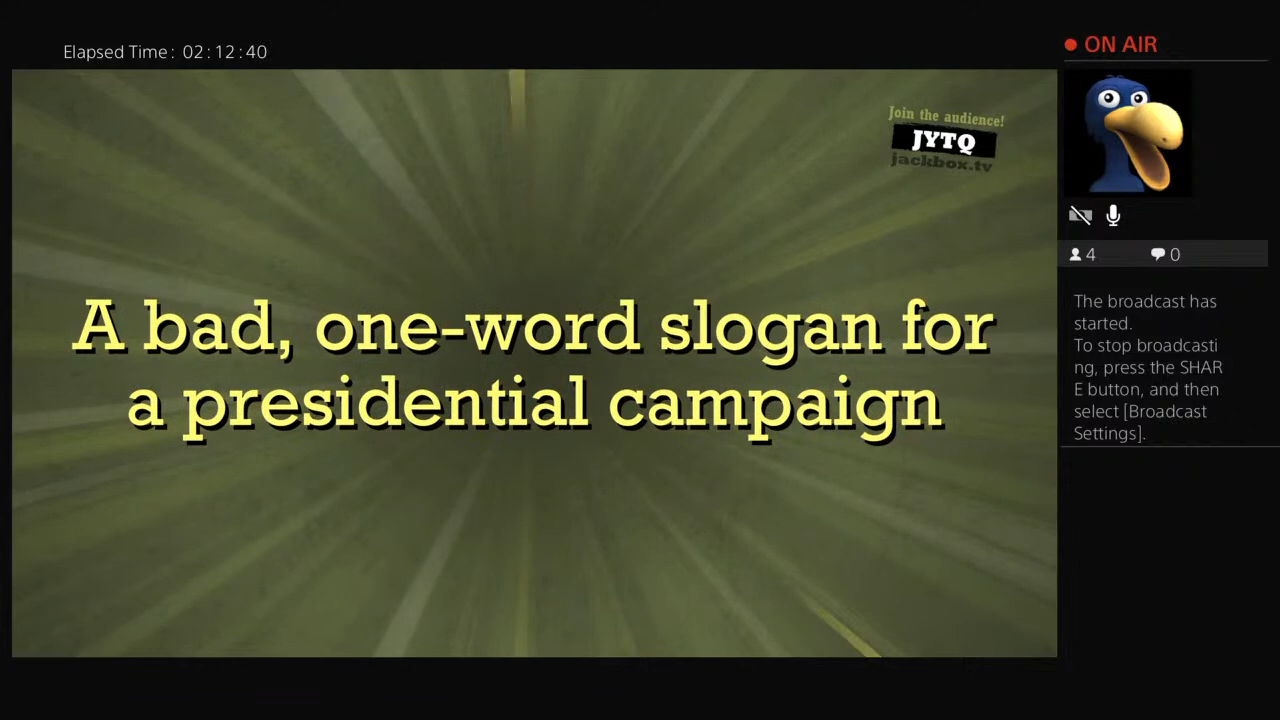 Elapsed Time: 02:12:40
ON AIR
Join the audience!
JYTQ
jackbox.tv
A bad, one-word slogan for
a presidential campaign
4
0
The broadcast has
started.
To stop broadcasti
ng, press the SHAR
E button, and then
select [Broadcast
Settings].